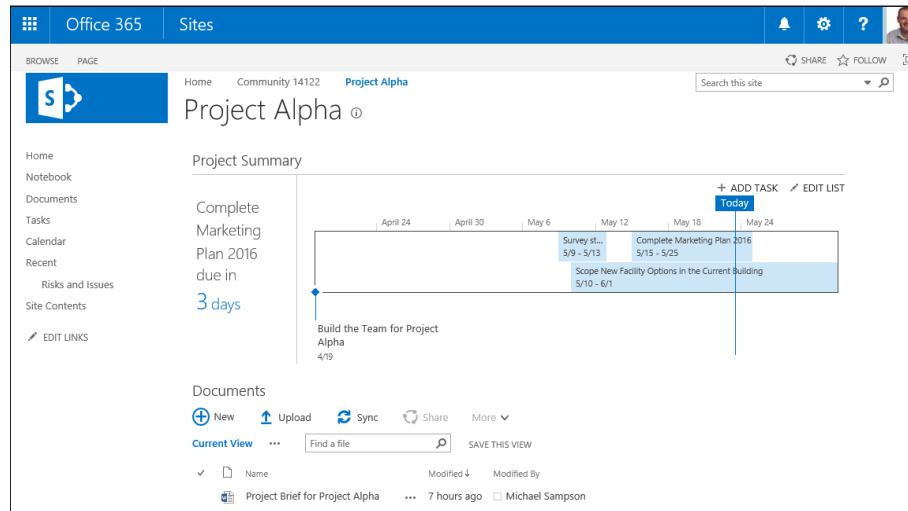 Office 365 Sites
?
BROWSE PAGE
SHARE FOLLOW
S
Home Community 14122 Project Alpha
Search this site
Project Alpha
Home
Notebook
Documents
Tasks
Calendar
Recent
Risks and Issues
Site Contents
EDIT LINKS
Project Summary
Complete
Marketing
Plan 2016
due in
3 days
+ ADD TASK EDIT LIST
Today
April 24 April 30 May 6 May 12 May 18 May 24
Survey st... Complete Marketing Plan 2016
5/9 - 5/13 5/15 - 5/25
Scope New Facility Options in the Current Building
5/10 - 6/1
Build the Team for Project
Alpha
4/19
Documents
New Upload Sync Share More
Current View ... Find a file SAVE THIS VIEW
Name Modified Modified By
Project Brief for Project Alpha ... 7 hours ago Michael Sampson